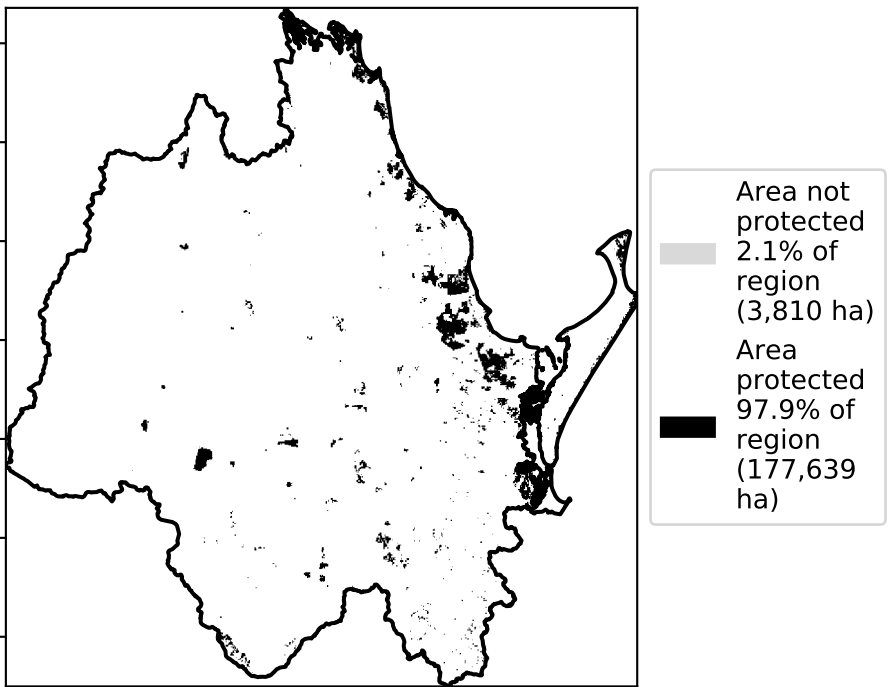 Area not
protected
2.1% of
region
(3,810 ha)
Area
protected
97.9% of
region
(177,639
ha)